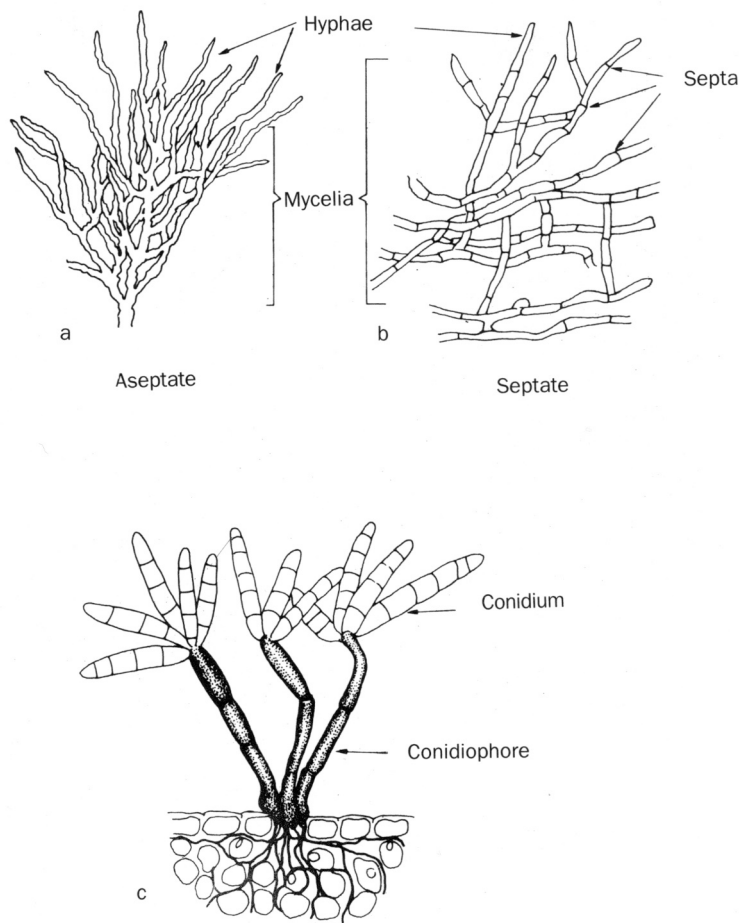 Hyphae
Septa
Mycelia
a
b
Aseptate
Septate
Conidium
Conidiophore
c